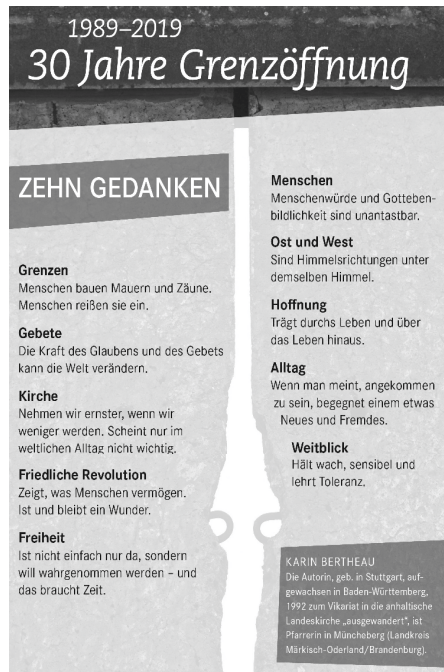 1989–2019
30 Jahre Grenzöffnung
ZEHN GEDANKEN
Grenzen
Menschen bauen Mauern und Zäune.
Menschen reißen sie ein.
Gebete
Die Kraft des Glaubens und des Gebets
kann die Welt verändern.
Kirche
Nehmen wir ernster, wenn wir
weniger werden. Scheint nur im
weltlichen Alltag nicht wichtig.
Friedliche Revolution
Zeigt, was Menschen vermögen.
Ist und bleibt ein Wunder.
Freiheit
Ist nicht einfach nur da, sondern
will wahrgenommen werden – und
das braucht Zeit.
Menschen
Menschenwürde und Gotteben-
bildlichkeit sind unantastbar.
Ost und West
Sind Himmelsrichtungen unter
demselben Himmel.
Hoffnung
Trägt durchs Leben und über
das Leben hinaus.
Alltag
Wenn man meint, angekommen
zu sein, begegnet einem etwas
Neues und Fremdes.
Weitblick
Hält wach, sensibel und
lehrt Toleranz.
KARIN BERTHEAU
Die Autorin, geb. in Stuttgart, auf-
gewachsen in Baden-Württemberg,
1992 zum Vikariat in die anhaltische
Landeskirche „ausgewandert“, ist
Pfarrerin in Müncheberg (Landkreis
Märkisch-Oderland/Brandenburg).